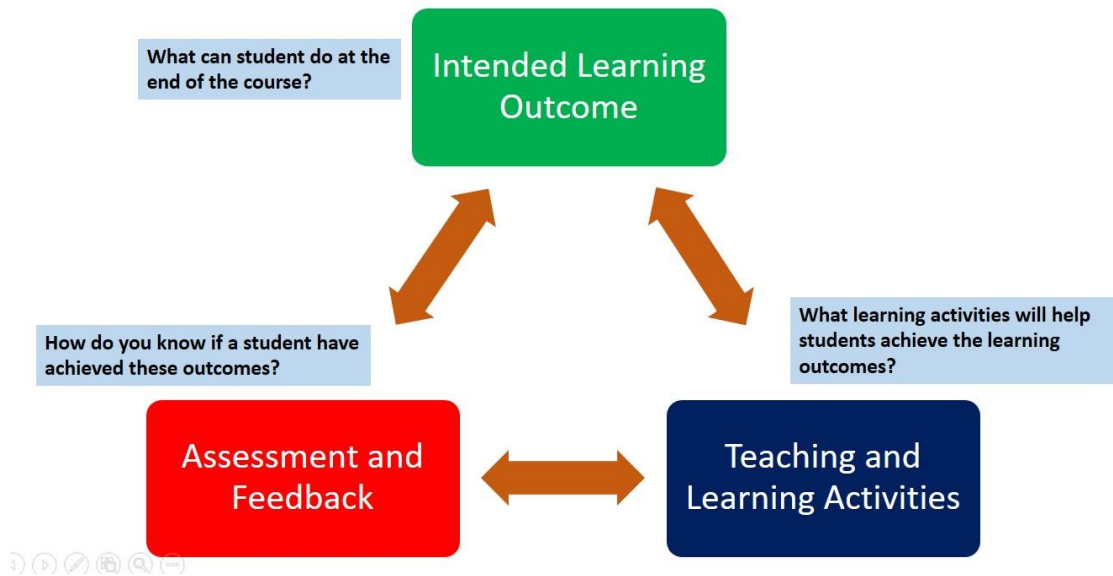 What can student do at the
end of the course?
Intended Learning
Outcome
How do you know if a student have
achieved these outcomes?
What learning activities will help
students achieve the learning
outcomes?
Assessment and
Feedback
Teaching and
Learning Activities